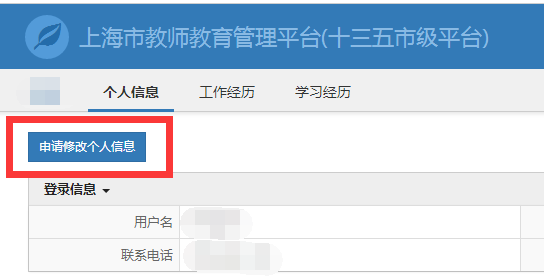 上海市教师教育管理平台(十三五市级平台)
个人信息 工作经历 学习经历
申请修改个人信息
登录信息
用户名
联系电话